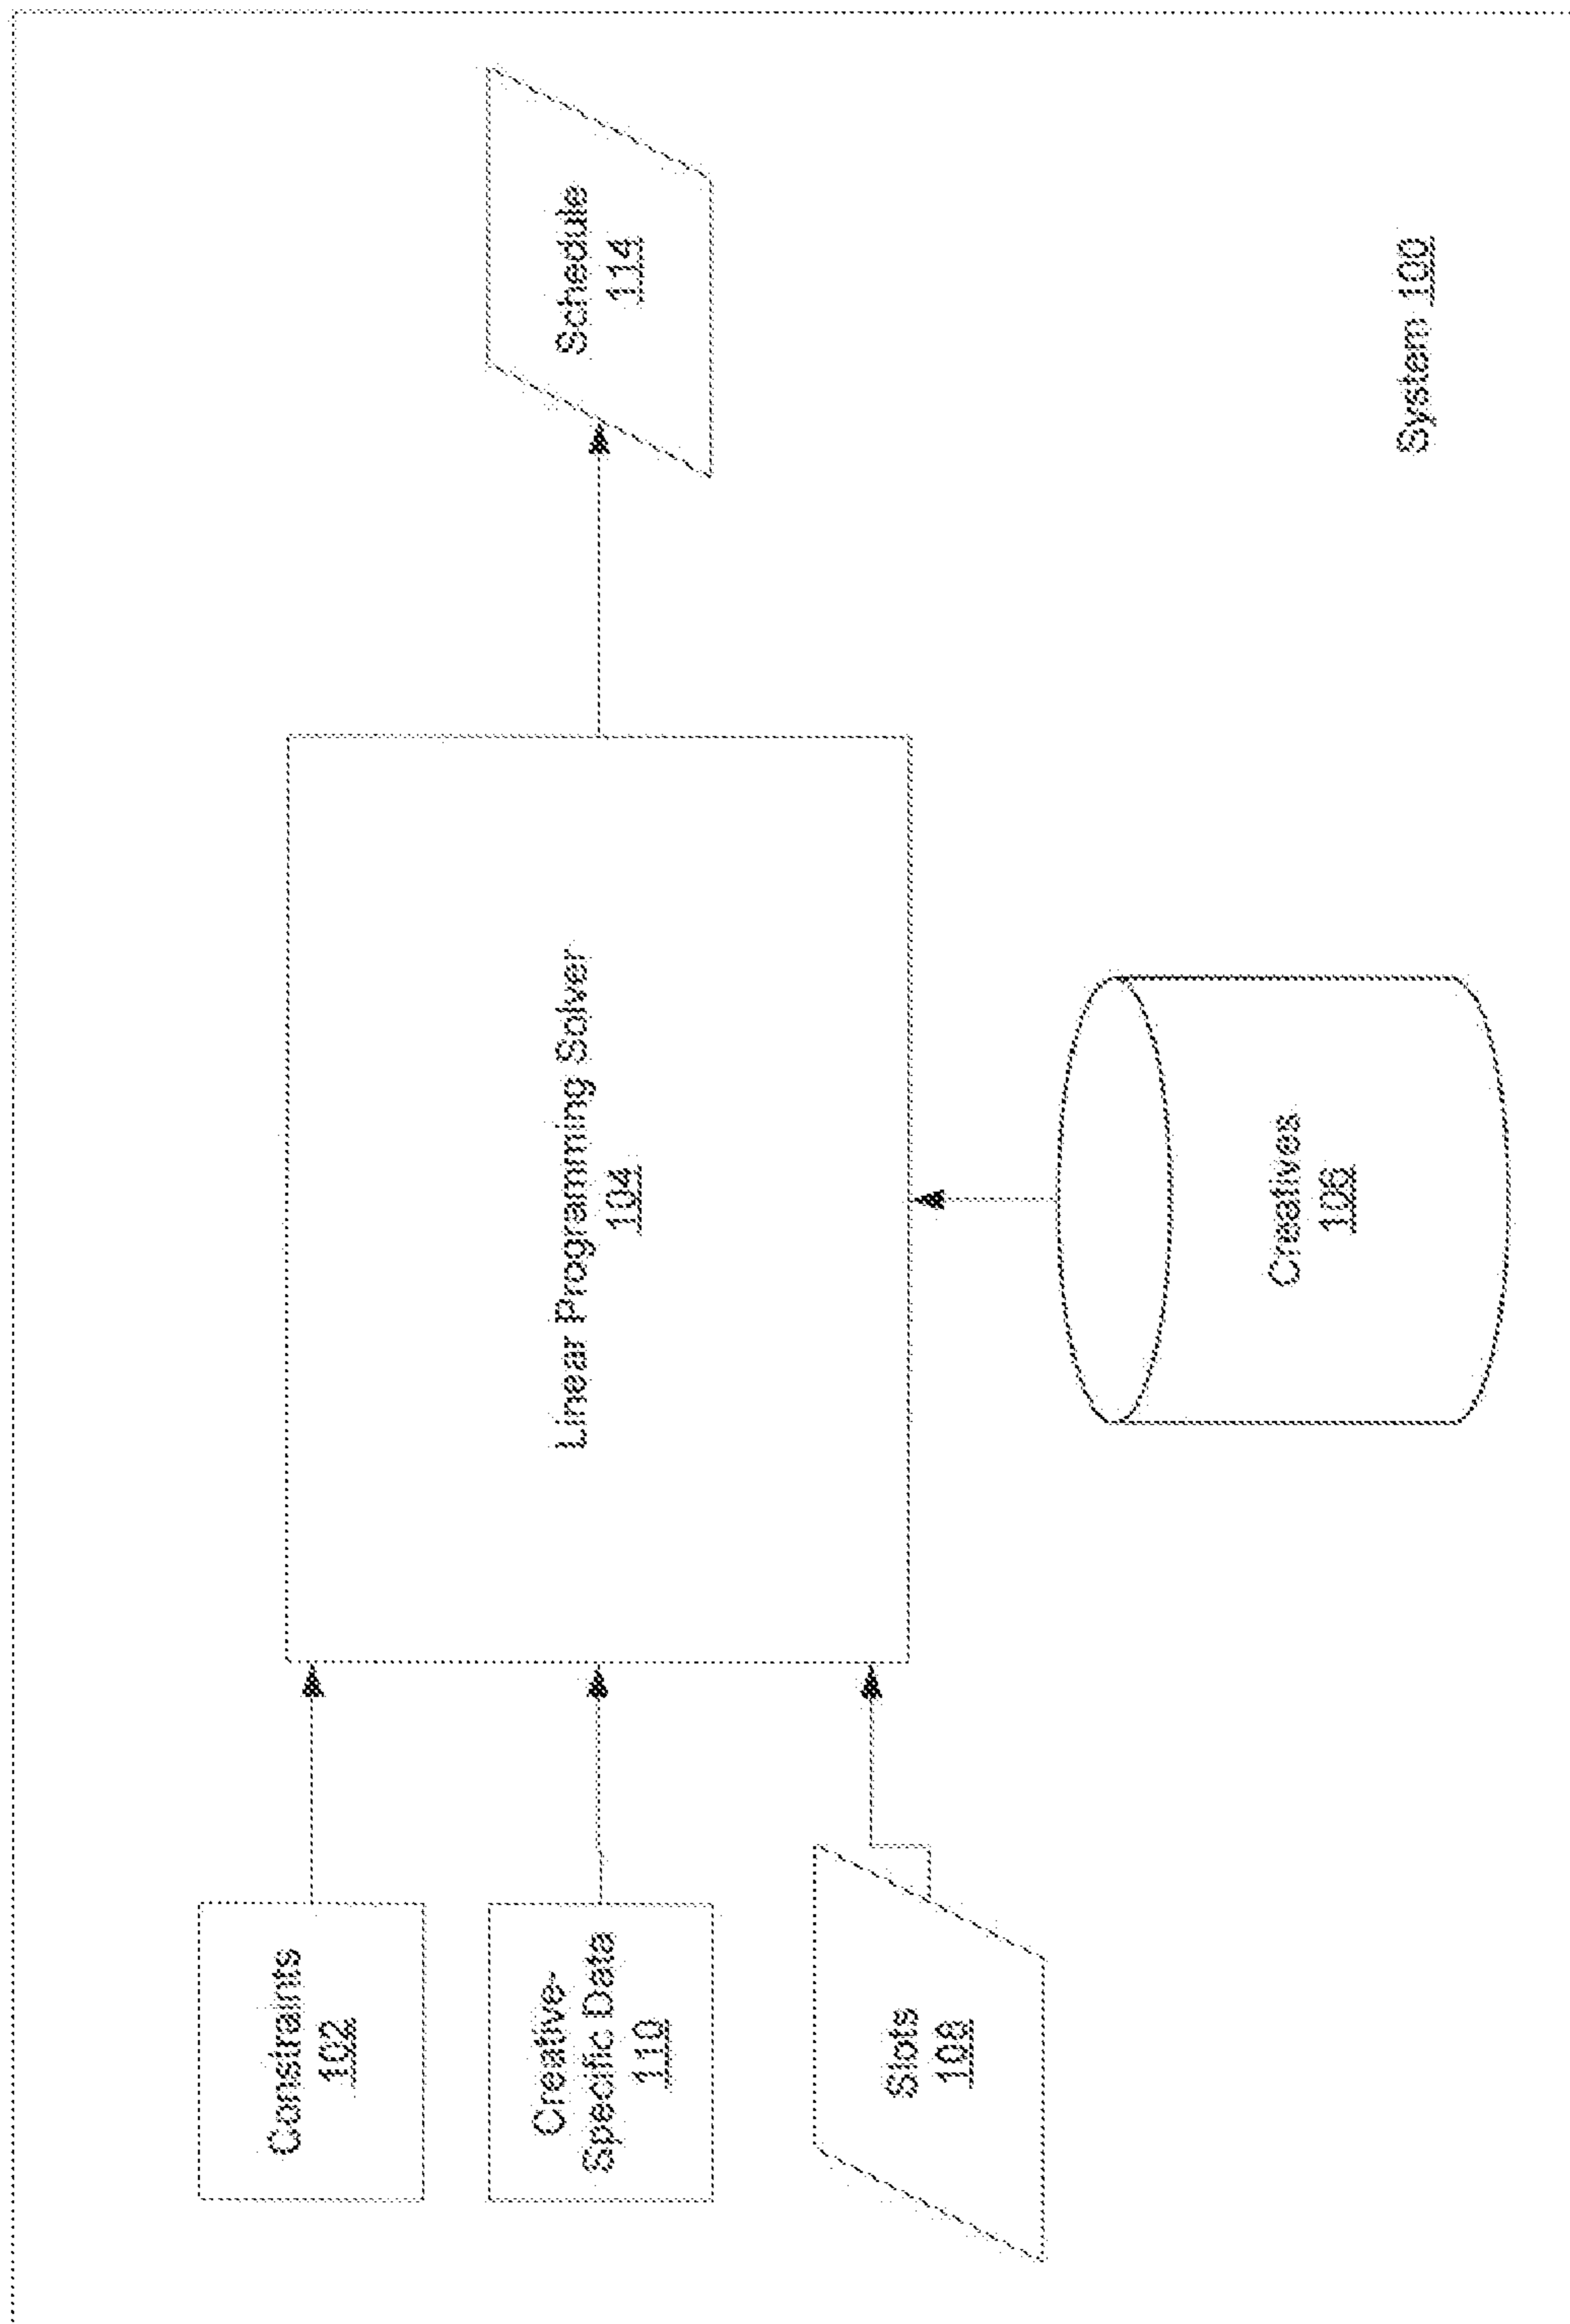 Constraints
102
Creative-
Specific Data
110
Slots
108
Linear Programming Solver
104
Creatives
106
Schedule
114
System 100